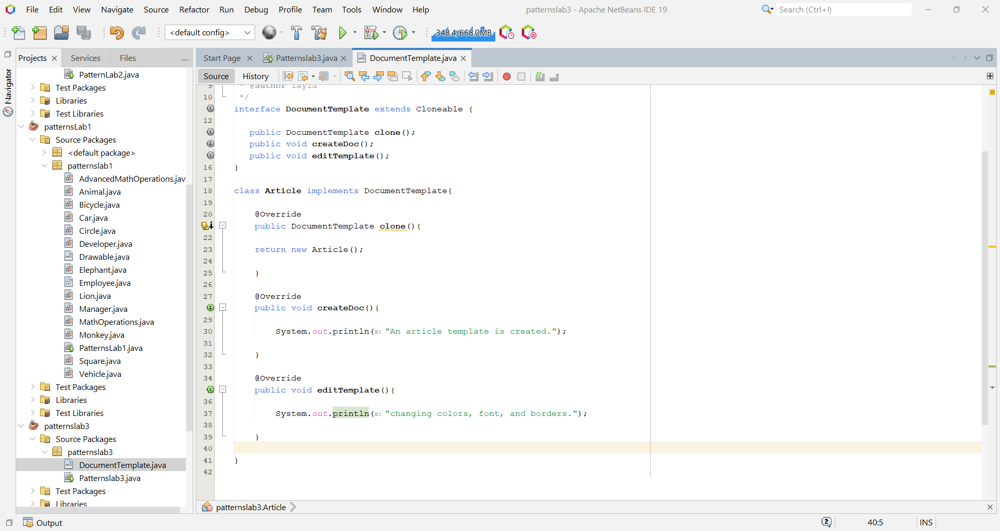 File Edit View Navigate Source Refactor Run Debug Profile Team Tools Window Help
patternslab3 - Apache NetBeans IDE 19
Search (Ctrl+I)
<default config>
348.4/668.0MB
Projects
Services
Files
Start Page
Patternslab3.java
DocumentTemplate.java
Navigator
Source
History
PatternLab2.java
Test Packages
Libraries
Test Libraries
patternsLab1
Source Packages
<default package>
patternslab1
AdvancedMathOperations.jav
Animal.java
Bicycle.java
Car.java
Circle.java
Developer.java
Drawable.java
Elephant.java
Employee.java
Lion.java
Manager.java
MathOperations.java
Monkey.java
PatternsLab1.java
Square.java
Vehicle.java
Test Packages
Libraries
Test Libraries
patternslab3
Source Packages
patternslab3
DocumentTemplate.java
Patternslab3.java
Test Packages
Libraries
9 * @author layla
10 */
interface DocumentTemplate extends Cloneable {
12
public DocumentTemplate clone();
public void createDoc();
public void editTemplate();
16 }
17
18 class Article implements DocumentTemplate{
19
20 @Override
public DocumentTemplate clone(){
22
23 return new Article();
24
25 }
26
27 @Override
public void createDoc(){
29
30 System.out.println(x: "An article template is created.");
31
32 }
33
34 @Override
public void editTemplate(){
36
37 System.out.println(x: "changing colors, font, and borders.");
38
39 }
40
41 }
42
patternslab3.Article
Output
2
40:5
INS